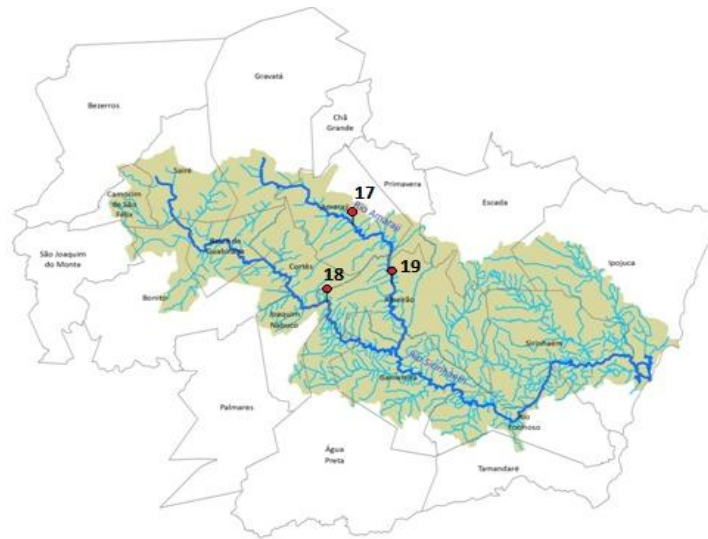 Gravatá
Bezerros
Chã
Grande
Sairé
Primavera
17
Camocim
de São
Félix
Amaraji
Rio Amaraji
Escada
São Joaquim
do Monte
Ipojuca
19
18
Cortês
Bonito
Ribeirão
Joaquim
Nabuco
Sirinhaém
Rio Sirinhaém
Gameleira
Palmares
Rio
Formoso
Água
Preta
Tamandaré